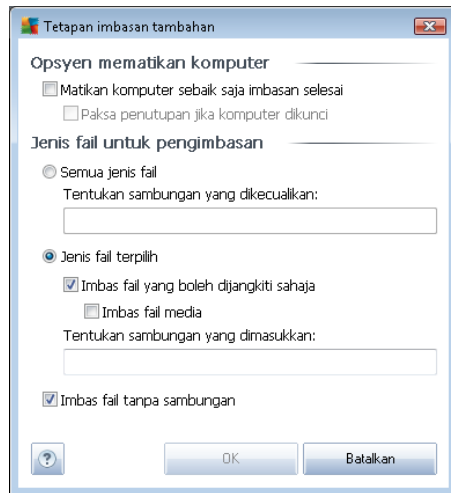 Tetapan imbasan tambahan
Opsyen mematikan komputer
Matikan komputer sebaik saja imbasan selesai
Paksa penutupan jika komputer dikunci
Jenis fail untuk pengimbasan
Semua jenis fail
Tentukan sambungan yang dikecualikan:
Jenis fail terpilih
Imbas fail yang boleh dijangkiti sahaja
Imbas fail media
Tentukan sambungan yang dimasukkan:
Imbas fail tanpa sambungan
? OK Batalkan